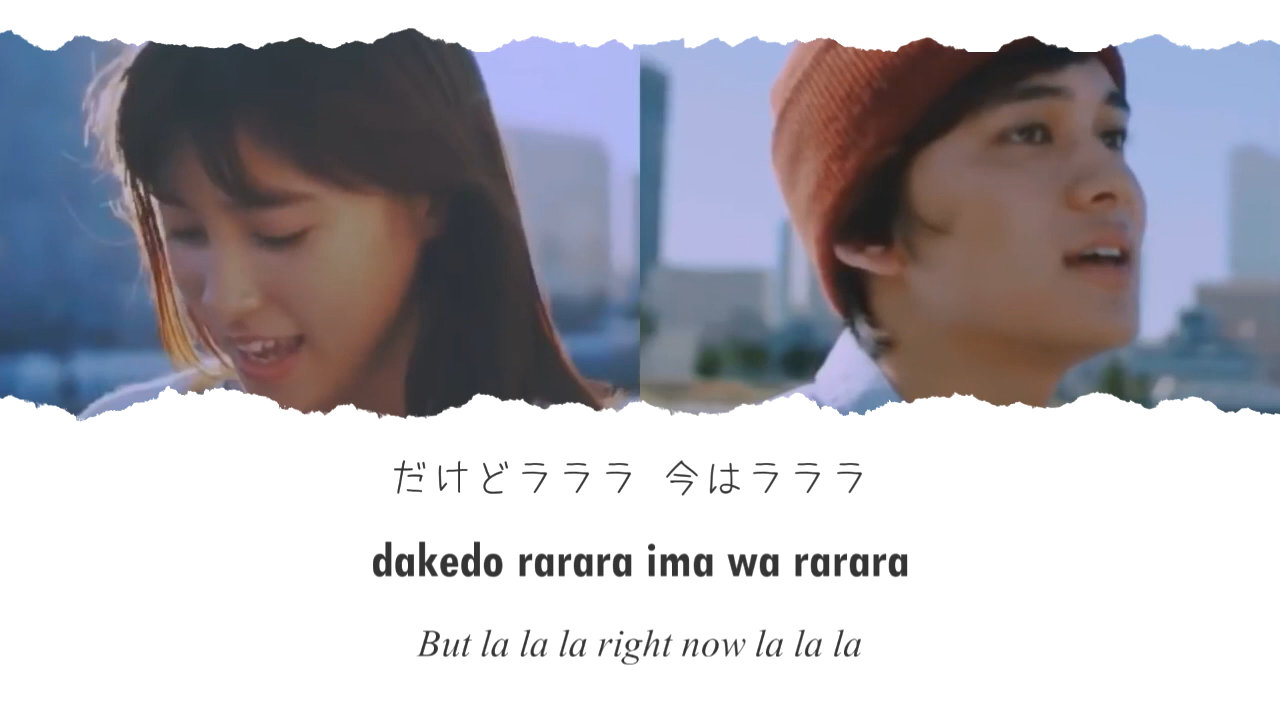 だけどラララ 今はラララ
dakedo rarara ima wa rarara
But la la la right now la la la